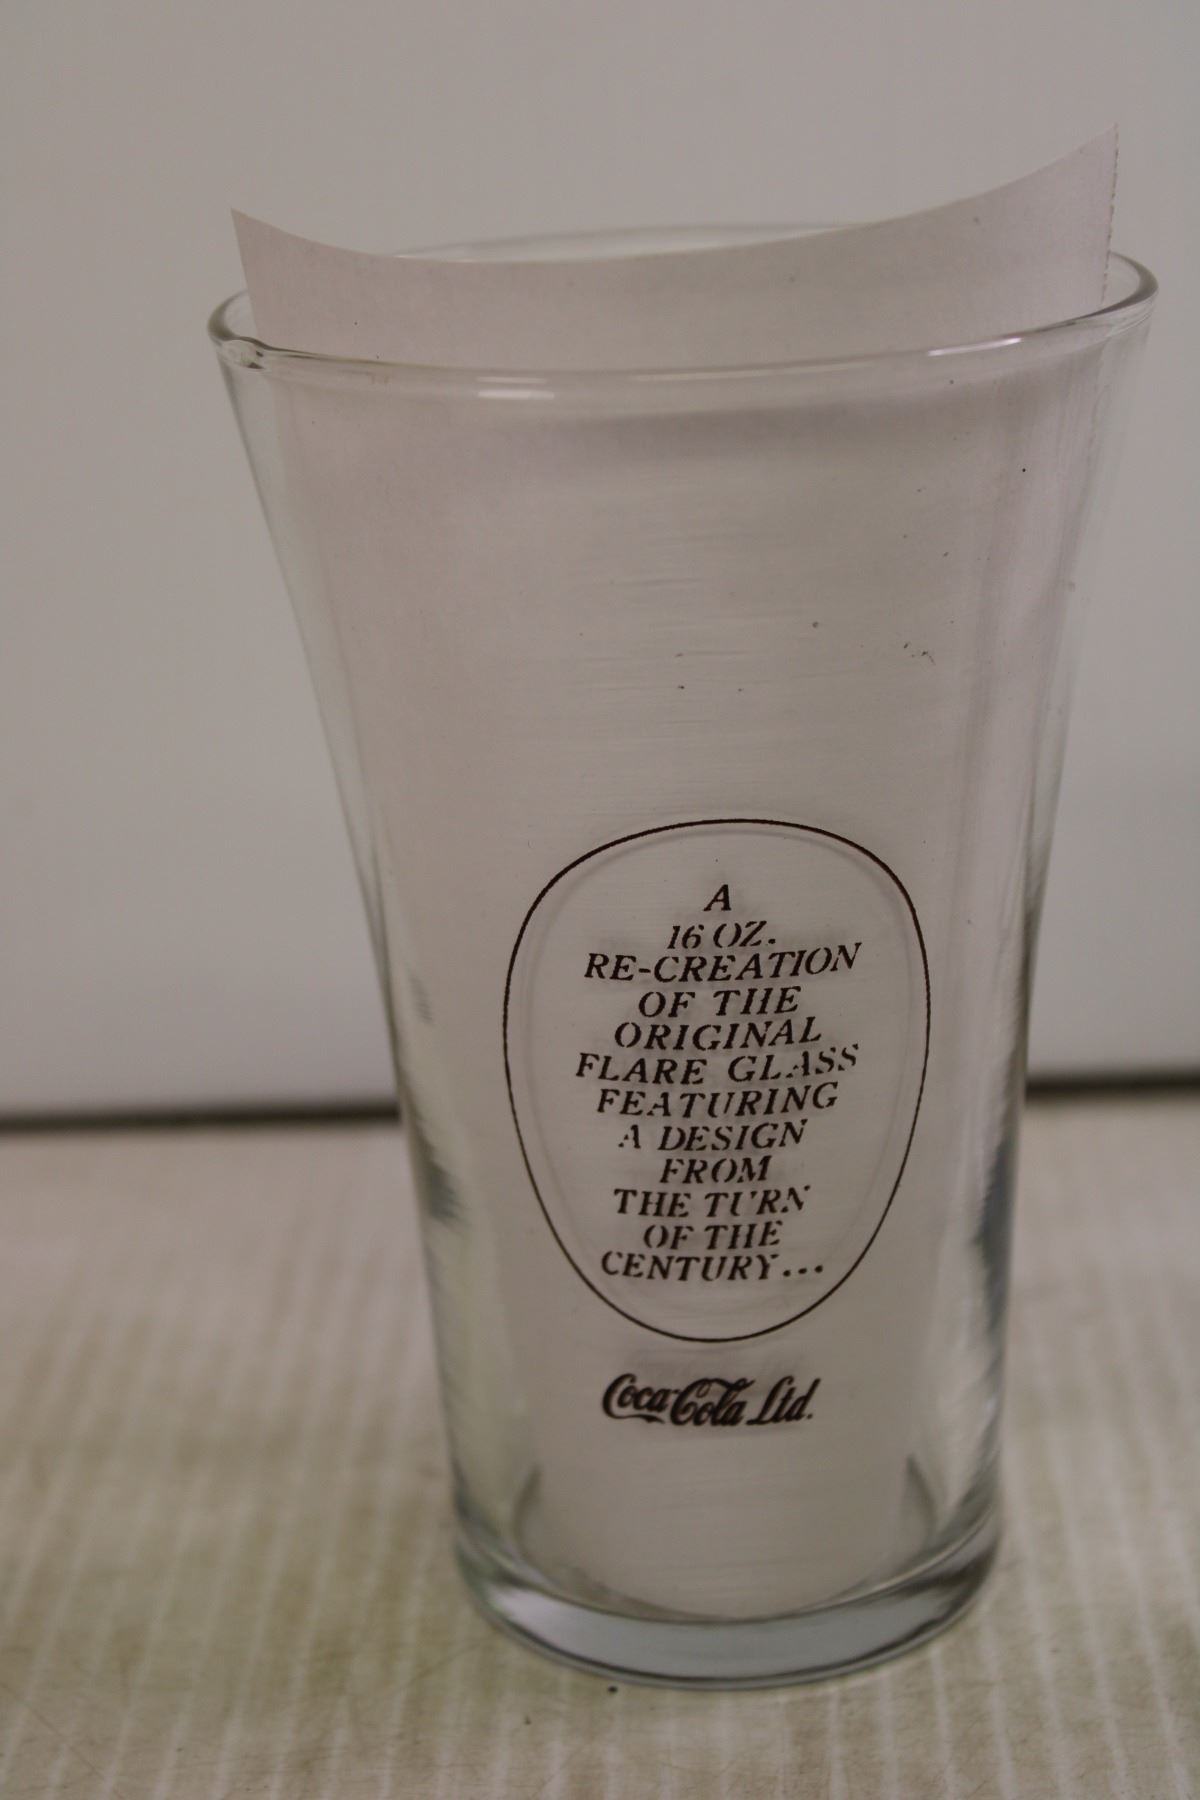 A
16 OZ.
RE-CREATION
OF THE
ORIGINAL
FLARE GLASS
FEATURING
A DESIGN
FROM
THE TURN
OF THE
CENTURY...
Coca-Cola Ltd.